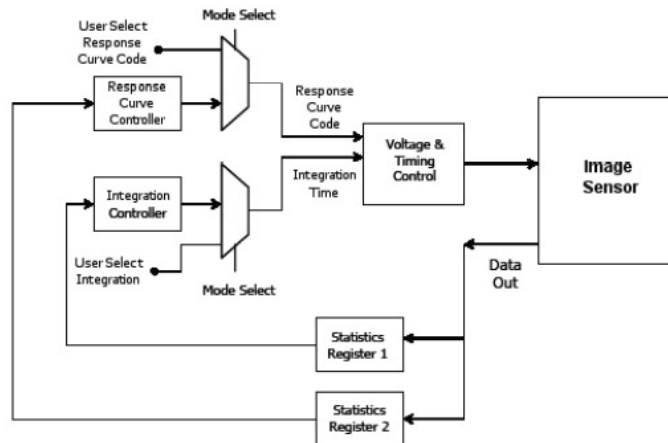 Mode Select
User Select
Response
Curve Code
Response
Curve
Controller
Response
Curve
Code
Voltage &
Timing
Control
Image
Sensor
Integration
Time
Integration
Controller
User Select
Integration
Mode Select
Data
Out
Statistics
Register 1
Statistics
Register 2